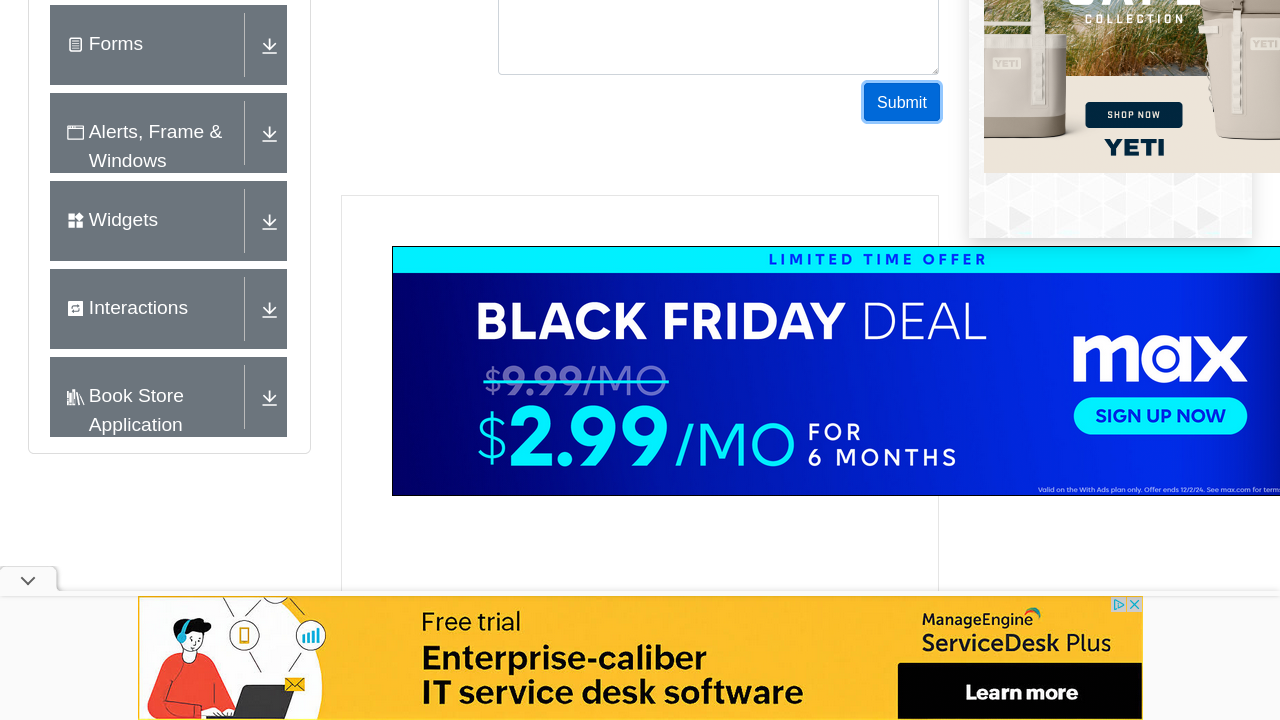 Forms
Alerts, Frame &
Windows
Widgets
Interactions
Book Store
Application
Submit
COLLECTION
YETI
YETI
SHOP NOW
YETI
LIMITED TIME OFFER
BLACK FRIDAY DEAL
$9.99/MO
$2.99/MO FOR
6 MONTHS
max
SIGN UP NOW
Valid on the With Ads plan only. Offer ends 12/2/24. See max.com for terms
Free trial
Enterprise-caliber
IT service desk software
ManageEngine
ServiceDesk Plus
Learn more